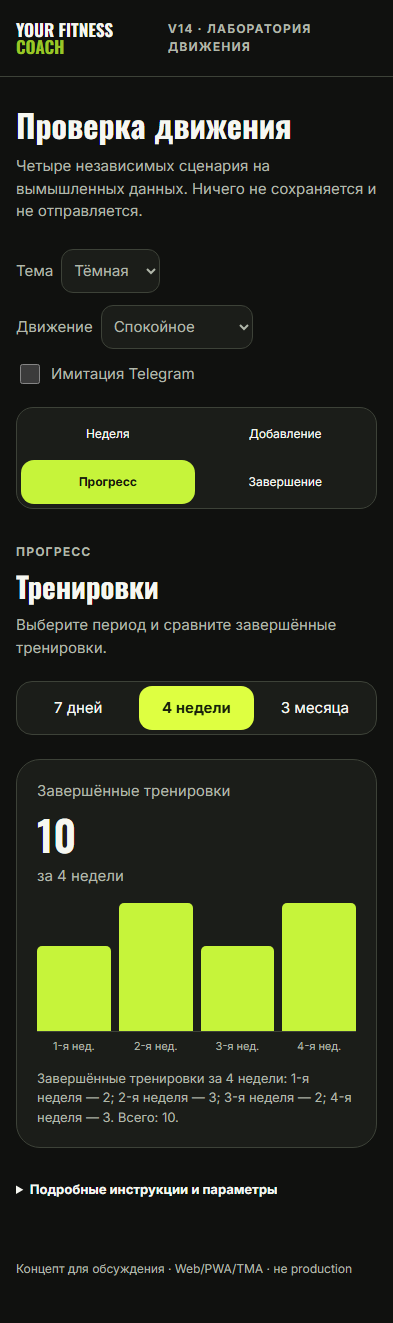 YOUR FITNESS
COACH
V14 · ЛАБОРАТОРИЯ
ДВИЖЕНИЯ
Проверка движения
Четыре независимых сценария на
вымышленных данных. Ничего не сохраняется и
не отправляется.
Тема Тёмная
Движение Спокойное
Имитация Telegram
Неделя Добавление
Прогресс Завершение
ПРОГРЕСС
Тренировки
Выберите период и сравните завершённые
тренировки.
7 дней 4 недели 3 месяца
Завершённые тренировки
10
за 4 недели
1-я нед. 2-я нед. 3-я нед. 4-я нед.
Завершённые тренировки за 4 недели: 1-я
неделя — 2; 2-я неделя — 3; 3-я неделя — 2; 4-я
неделя — 3. Всего: 10.
Подробные инструкции и параметры
Концепт для обсуждения · Web/PWA/TMA · не production